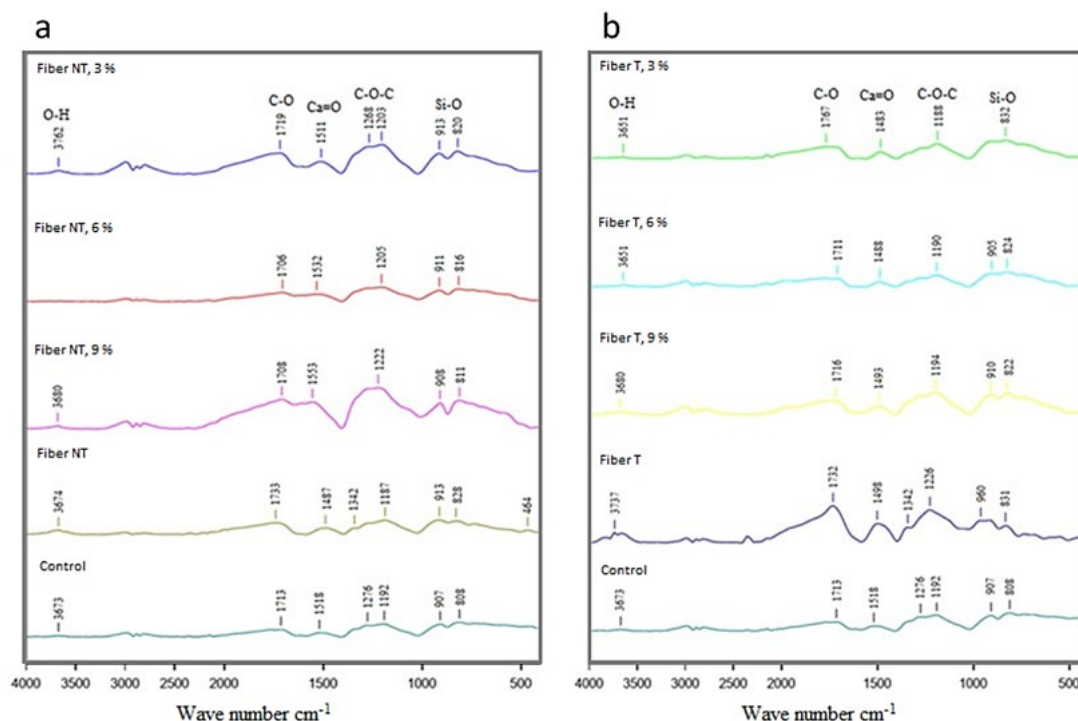 a
Fiber NT, 3 %
O-H
C-O
Ca=O
C-O-C
Si-O
3762
1719
1511
1268
1203
913
820
Fiber NT, 6 %
1706
1532
1205
911
816
Fiber NT, 9 %
3680
1708
1553
1222
908
811
Fiber NT
3674
1733
1487
1342
1187
913
828
464
Control
3673
1713
1518
1276
1192
907
808
4000 3500 3000 2500 2000 1500 1000 500
Wave number cm-1
b
Fiber T, 3 %
O-H
C-O
Ca=O
C-O-C
Si-O
3651
1767
1483
1188
832
Fiber T, 6 %
3651
1711
1488
1190
905
824
Fiber T, 9 %
3680
1716
1493
1194
910
822
Fiber T
3737
1732
1498
1342
1226
960
831
Control
3673
1713
1518
1276
1192
907
808
4000 3500 3000 2500 2000 1500 1000 500
Wave number cm-1